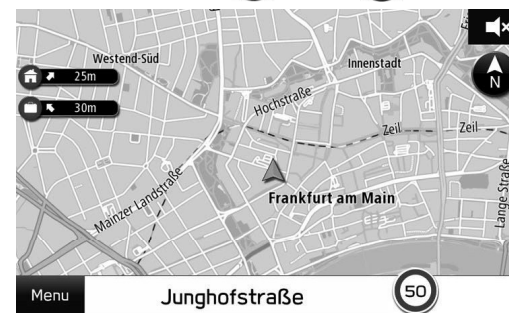 Westend-Süd
Innenstadt
25m
30m
N
Hochstraße
Zeil
Zeil
Mainzer Landstraße
Frankfurt am Main
Lange Straße
Menu
Junghofstraße
50